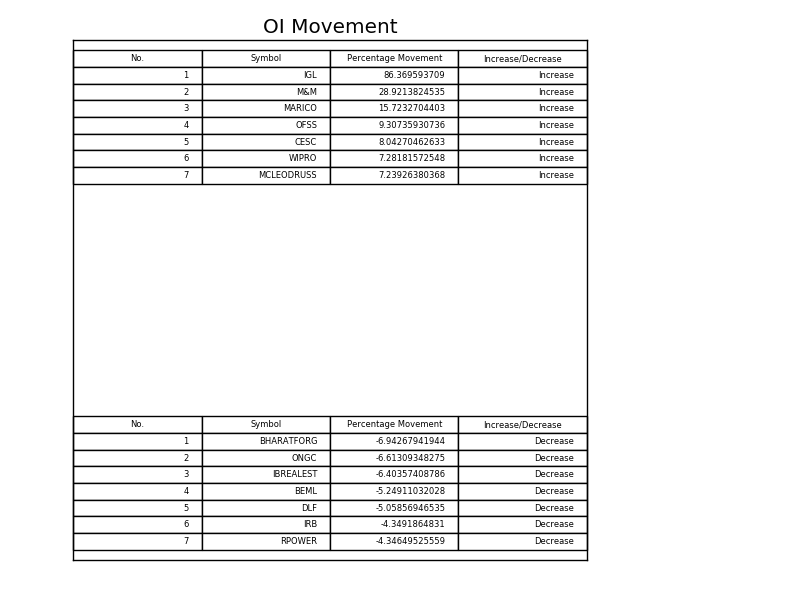 OI Movement
No. Symbol Percentage Movement Increase/Decrease
1 IGL 86.369593709 Increase
2 M&M 28.9213824535 Increase
3 MARICO 15.7232704403 Increase
4 OFSS 9.30735930736 Increase
5 CESC 8.04270462633 Increase
6 WIPRO 7.28181572548 Increase
7 MCLEODRUSS 7.23926380368 Increase
No. Symbol Percentage Movement Increase/Decrease
1 BHARATFORG -6.94267941944 Decrease
2 ONGC -6.61309348275 Decrease
3 IBREALEST -6.40357408786 Decrease
4 BEML -5.24911032028 Decrease
5 DLF -5.05856946535 Decrease
6 IRB -4.3491864831 Decrease
7 RPOWER -4.34649525559 Decrease